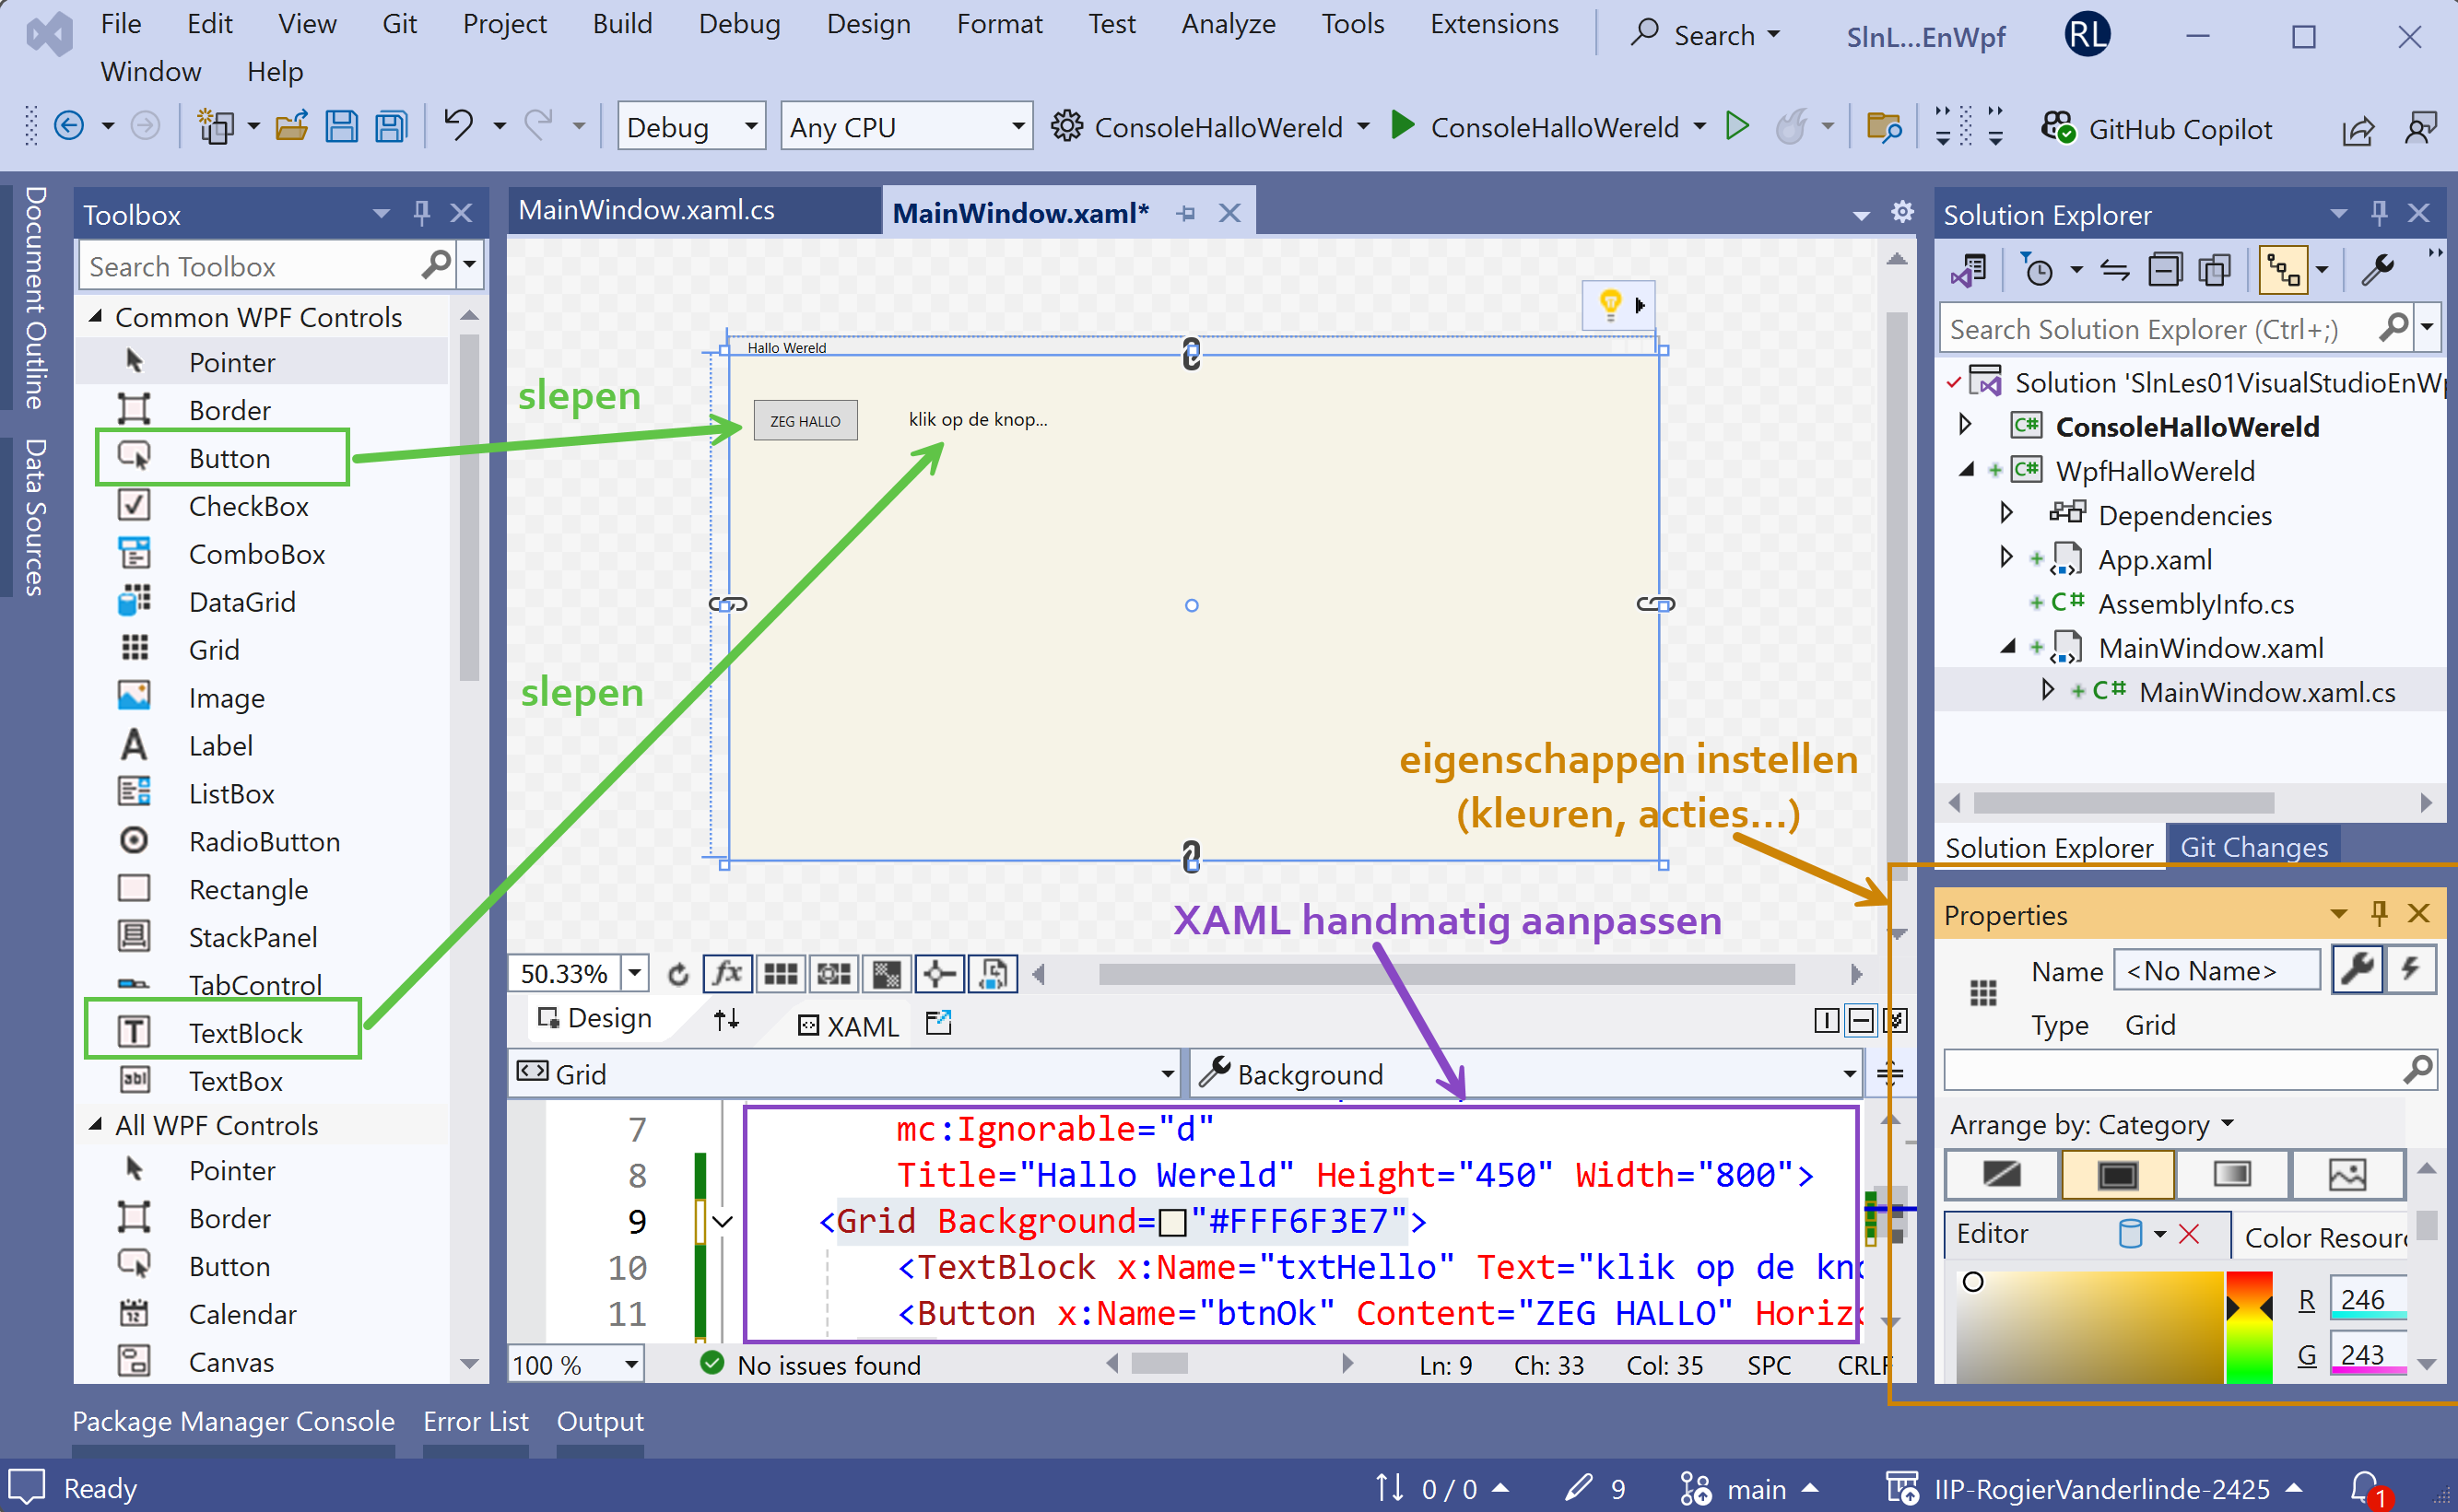 File Edit View Git Project Build Debug Design Format Test Analyze Tools Extensions Search SlnL...EnWpf RL
Window Help
Debug Any CPU ConsoleHalloWereld ConsoleHalloWereld GitHub Copilot
Document Outline
Data Sources
Toolbox
Search Toolbox
Common WPF Controls
Pointer
Border
Button
CheckBox
ComboBox
DataGrid
Grid
Image
Label
ListBox
RadioButton
Rectangle
StackPanel
TabControl
TextBlock
TextBox
All WPF Controls
Pointer
Border
Button
Calendar
Canvas
MainWindow.xaml.cs MainWindow.xaml*
Hallo Wereld
slepen
ZEG HALLO klik op de knop...
slepen
eigenschappen instellen
(kleuren, acties...)
XAML handmatig aanpassen
50.33% fx
Design XAML
Grid Background
7 mc:Ignorable="d"
8 Title="Hallo Wereld" Height="450" Width="800">
9 <Grid Background="#FFF6F3E7">
10 <TextBlock x:Name="txtHello" Text="klik op de kn
11 <Button x:Name="btnOk" Content="ZEG HALLO" Horiz
100 % No issues found Ln: 9 Ch: 33 Col: 35 SPC CRLF
Solution Explorer
Search Solution Explorer (Ctrl+;)
Solution 'SlnLes01VisualStudioEnWp
C# ConsoleHalloWereld
C# WpfHalloWereld
Dependencies
App.xaml
C# AssemblyInfo.cs
MainWindow.xaml
C# MainWindow.xaml.cs
Solution Explorer Git Changes
Properties
Name <No Name>
Type Grid
Arrange by: Category
Editor Color Resour
R 246
G 243
Package Manager Console Error List Output
Ready 0 / 0 9 main IIP-RogierVanderlinde-2425 1